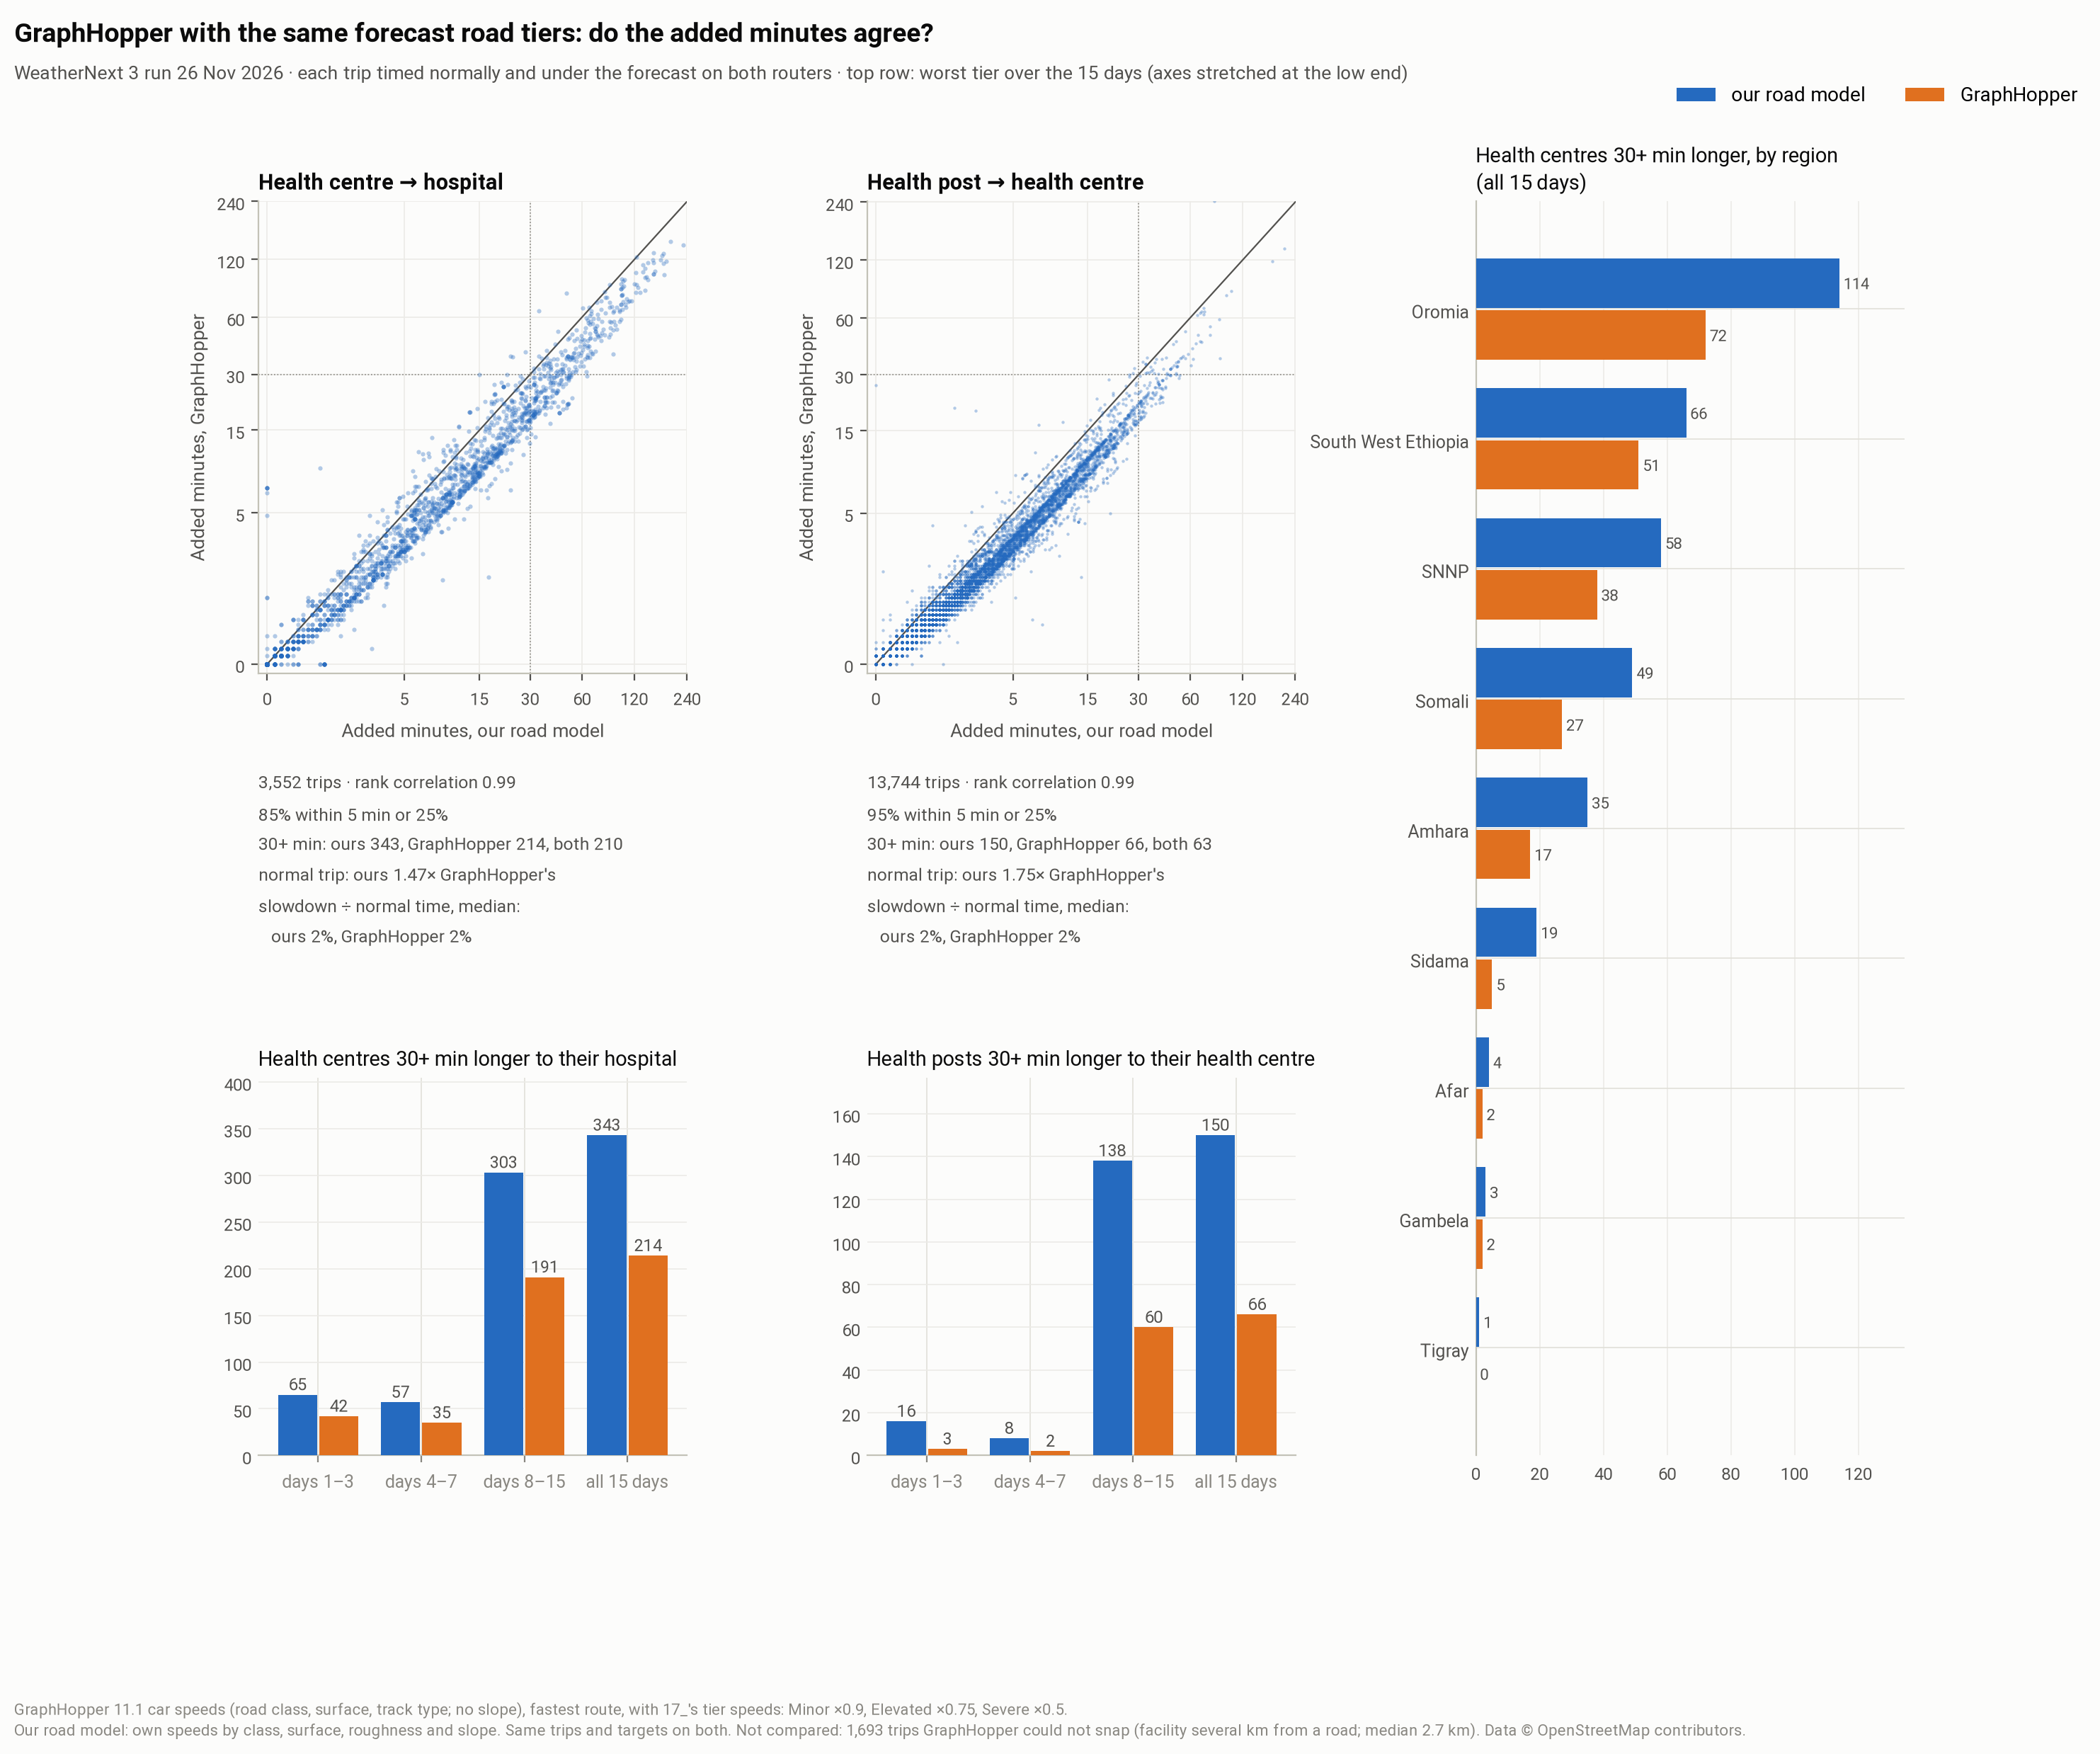 GraphHopper with the same forecast road tiers: do the added minutes agree?
WeatherNext 3 run 26 Nov 2026 · each trip timed normally and under the forecast on both routers · top row: worst tier over the 15 days (axes stretched at the low end)
our road model
GraphHopper
Health centre → hospital
240
120
60
30
15
5
0
Added minutes, GraphHopper
0
5
15
30
60
120
240
Added minutes, our road model
3,552 trips · rank correlation 0.99
85% within 5 min or 25%
30+ min: ours 343, GraphHopper 214, both 210
normal trip: ours 1.47× GraphHopper's
slowdown ÷ normal time, median:
ours 2%, GraphHopper 2%
Health post → health centre
240
120
60
30
15
5
0
Added minutes, GraphHopper
0
5
15
30
60
120
240
Added minutes, our road model
13,744 trips · rank correlation 0.99
95% within 5 min or 25%
30+ min: ours 150, GraphHopper 66, both 63
normal trip: ours 1.75× GraphHopper's
slowdown ÷ normal time, median:
ours 2%, GraphHopper 2%
Health centres 30+ min longer, by region
(all 15 days)
Oromia
114
72
South West Ethiopia
66
51
SNNP
58
38
Somali
49
27
Amhara
35
17
Sidama
19
5
Afar
4
2
Gambela
3
2
Tigray
1
0
0
20
40
60
80
100
120
Health centres 30+ min longer to their hospital
400
350
300
250
200
150
100
50
0
65
42
57
35
303
191
343
214
days 1–3
days 4–7
days 8–15
all 15 days
Health posts 30+ min longer to their health centre
160
140
120
100
80
60
40
20
0
16
3
8
2
138
60
150
66
days 1–3
days 4–7
days 8–15
all 15 days
GraphHopper 11.1 car speeds (road class, surface, track type; no slope), fastest route, with 17_'s tier speeds: Minor ×0.9, Elevated ×0.75, Severe ×0.5.
Our road model: own speeds by class, surface, roughness and slope. Same trips and targets on both. Not compared: 1,693 trips GraphHopper could not snap (facility several km from a road; median 2.7 km). Data © OpenStreetMap contributors.